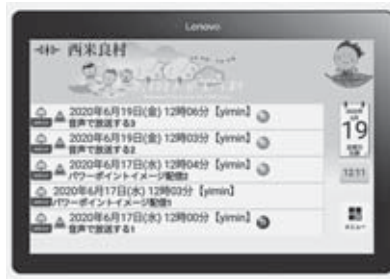 Lenovo
西米良村
2020年6月19日(金) 12時06分【yimin】
音声で放送する3
2020年6月19日(金) 12時03分【yimin】
音声で放送する2
2020年6月17日(水) 12時04分【yimin】
パワーポイントイメージ配信2
2020年6月17日(水) 12時03分【yimin】
パワーポイントイメージ配信1
2020年6月17日(水) 12時00分【yimin】
音声で放送する1
19
12:11
メニュー